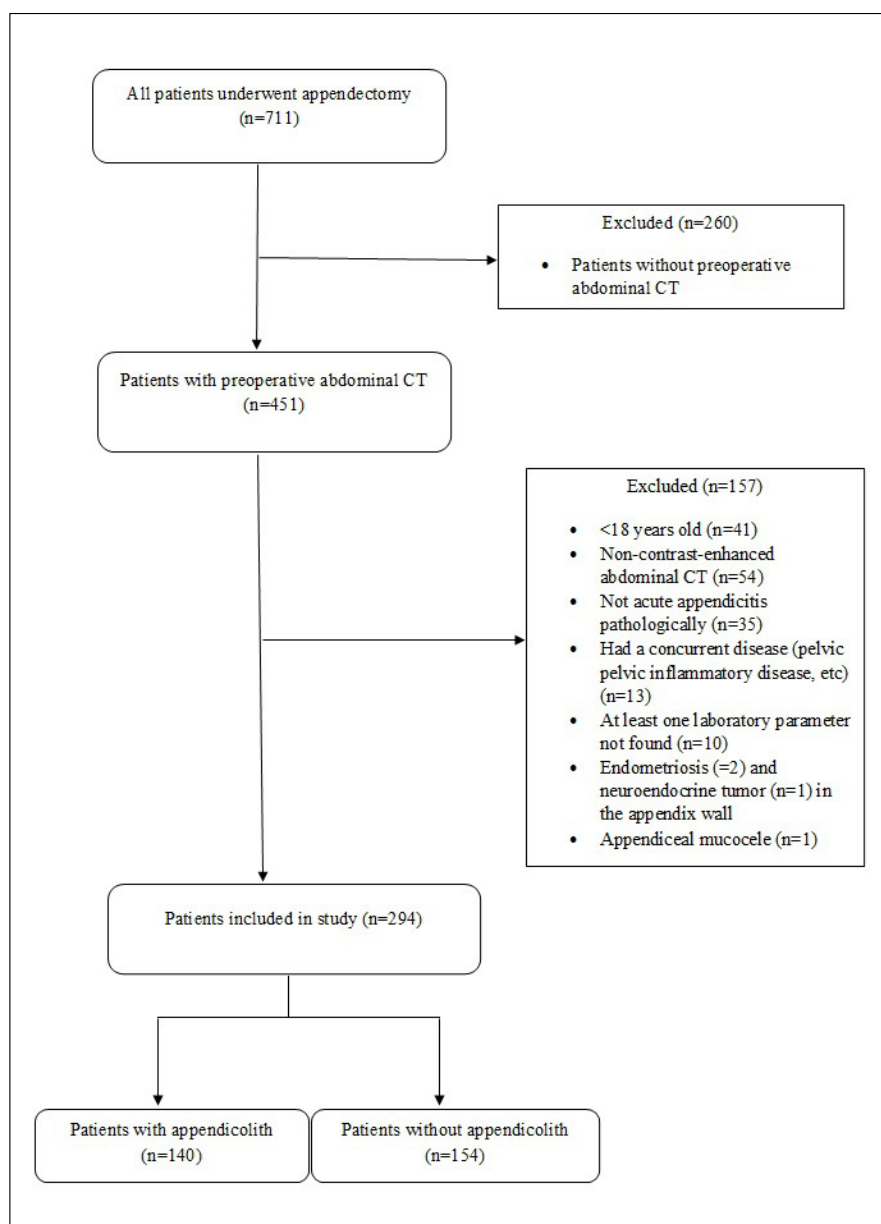 All patients underwent appendectomy
(n=711)
Excluded (n=260)
• Patients without preoperative
abdominal CT
Patients with preoperative abdominal CT
(n=451)
Excluded (n=157)
• <18 years old (n=41)
• Non-contrast-enhanced
abdominal CT (n=54)
• Not acute appendicitis
pathologically (n=35)
• Had a concurrent disease (pelvic
pelvic inflammatory disease, etc)
(n=13)
• At least one laboratory parameter
not found (n=10)
• Endometriosis (=2) and
neuroendocrine tumor (n=1) in
the appendix wall
• Appendiceal mucocele (n=1)
Patients included in study (n=294)
Patients with appendicolith
(n=140)
Patients without appendicolith
(n=154)